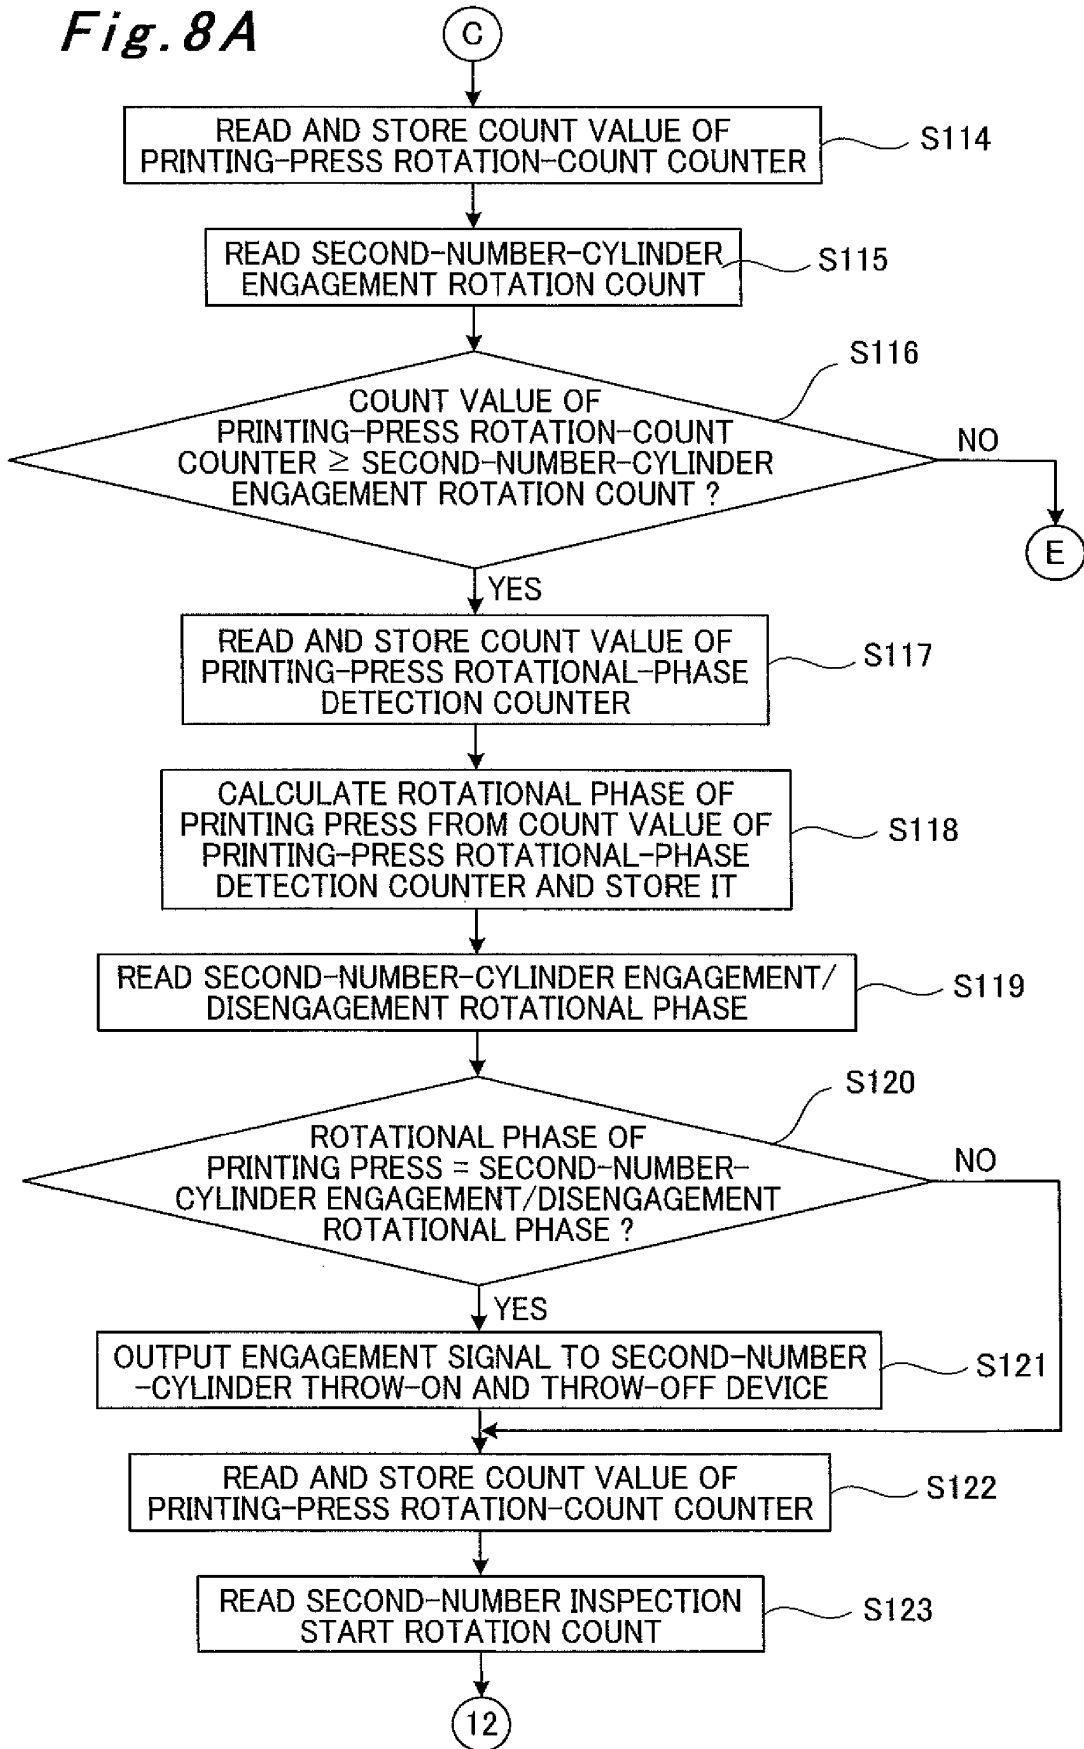 Fig.8A
C
READ AND STORE COUNT VALUE OF
PRINTING-PRESS ROTATION-COUNT COUNTER
S114
READ SECOND-NUMBER-CYLINDER
ENGAGEMENT ROTATION COUNT
S115
S116
COUNT VALUE OF
PRINTING-PRESS ROTATION-COUNT
COUNTER ≥ SECOND-NUMBER-CYLINDER
ENGAGEMENT ROTATION COUNT ?
NO
E
YES
READ AND STORE COUNT VALUE OF
PRINTING-PRESS ROTATIONAL-PHASE
DETECTION COUNTER
S117
CALCULATE ROTATIONAL PHASE OF
PRINTING PRESS FROM COUNT VALUE OF
PRINTING-PRESS ROTATIONAL-PHASE
DETECTION COUNTER AND STORE IT
S118
READ SECOND-NUMBER-CYLINDER ENGAGEMENT/
DISENGAGEMENT ROTATIONAL PHASE
S119
S120
ROTATIONAL PHASE OF
PRINTING PRESS = SECOND-NUMBER-
CYLINDER ENGAGEMENT/DISENGAGEMENT
ROTATIONAL PHASE ?
NO
YES
OUTPUT ENGAGEMENT SIGNAL TO SECOND-NUMBER
-CYLINDER THROW-ON AND THROW-OFF DEVICE
S121
READ AND STORE COUNT VALUE OF
PRINTING-PRESS ROTATION-COUNT COUNTER
S122
READ SECOND-NUMBER INSPECTION
START ROTATION COUNT
S123
12